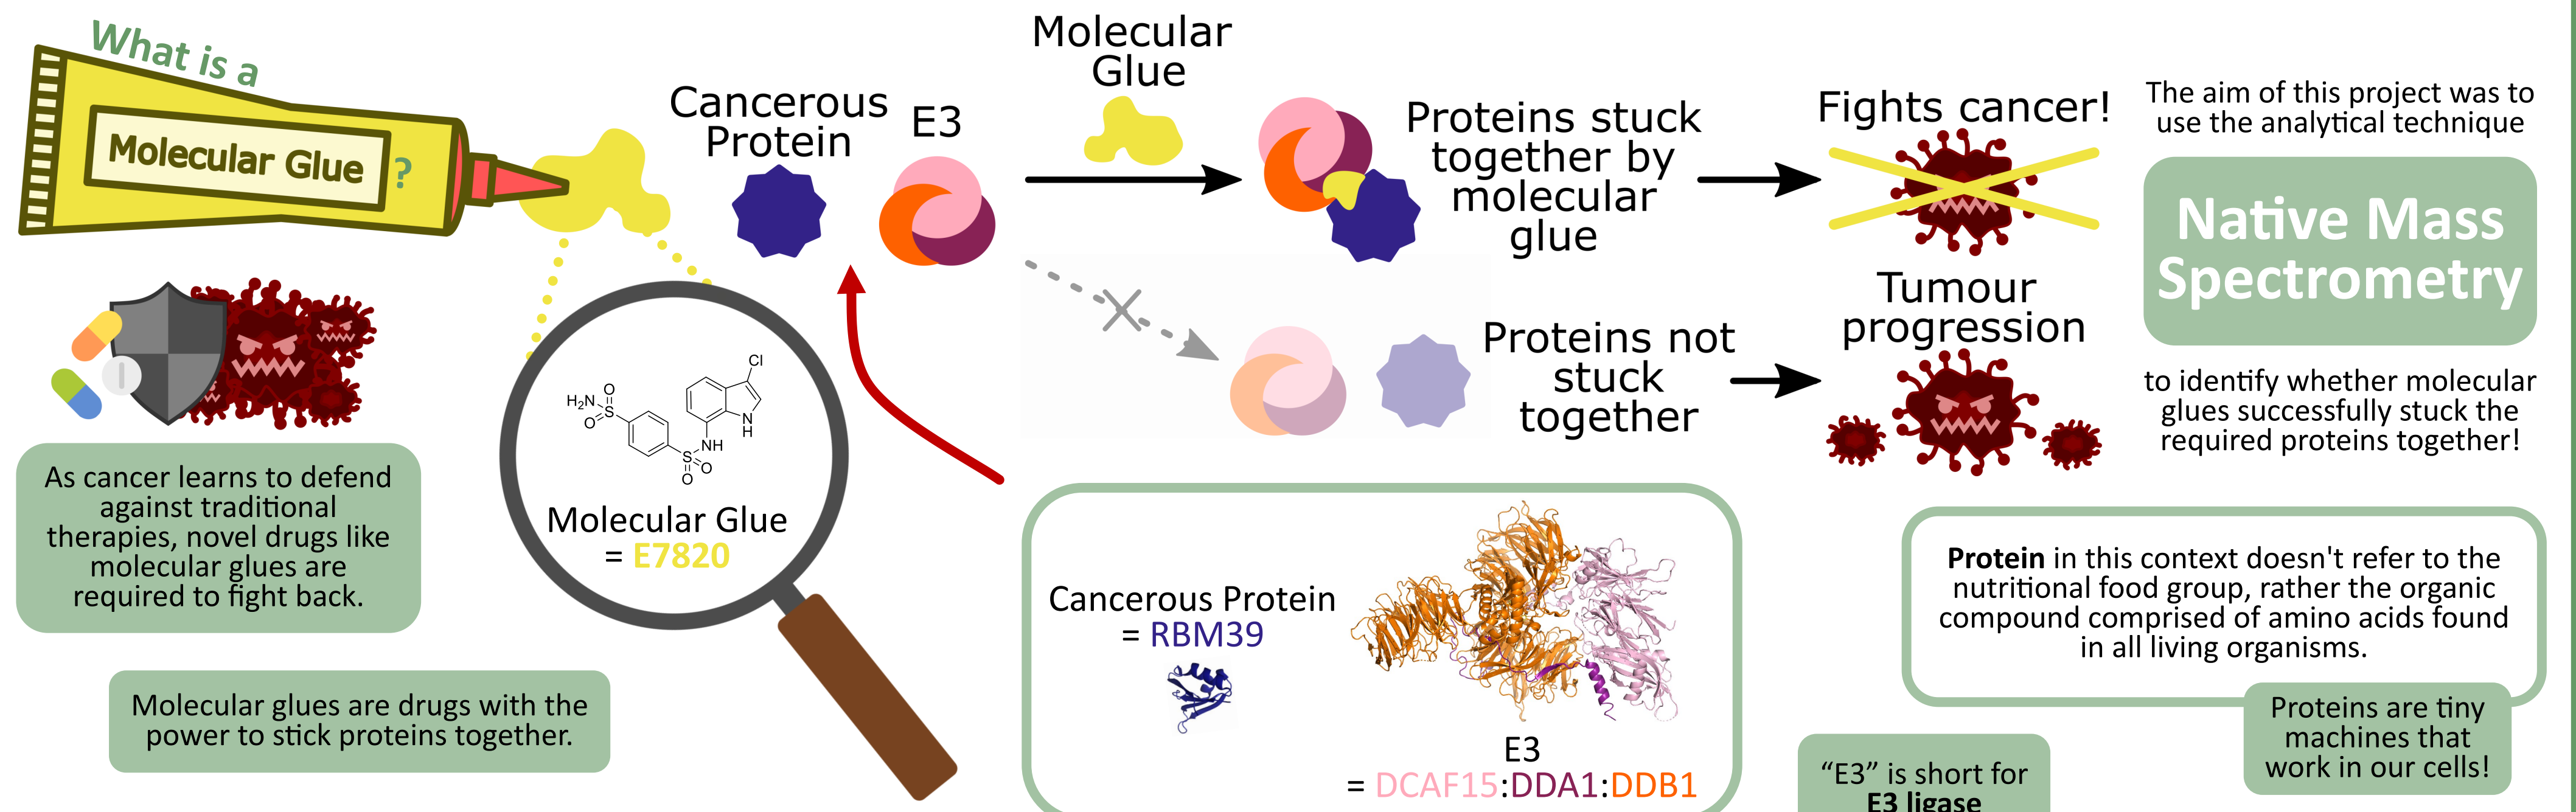 What is a
Molecular Glue
?
Cancerous
Protein
E3
Molecular
Glue
Proteins stuck
together by
molecular
glue
Fights cancer!
Proteins not
stuck
together
Tumour
progression
The aim of this project was to
use the analytical technique
Native Mass
Spectrometry
to identify whether molecular
glues successfully stuck the
required proteins together!
As cancer learns to defend
against traditional
therapies, novel drugs like
molecular glues are
required to fight back.
Molecular glues are drugs with the
power to stick proteins together.
Cl
H₂N
O
S
O
N
H
NH
S
O
O
Molecular Glue
= E7820
Cancerous Protein
= RBM39
E3
= DCAF15:DDA1:DDB1
Protein in this context doesn't refer to the
nutritional food group, rather the organic
compound comprised of amino acids found
in all living organisms.
Proteins are tiny
machines that
work in our cells!
“E3” is short for
E3 ligase